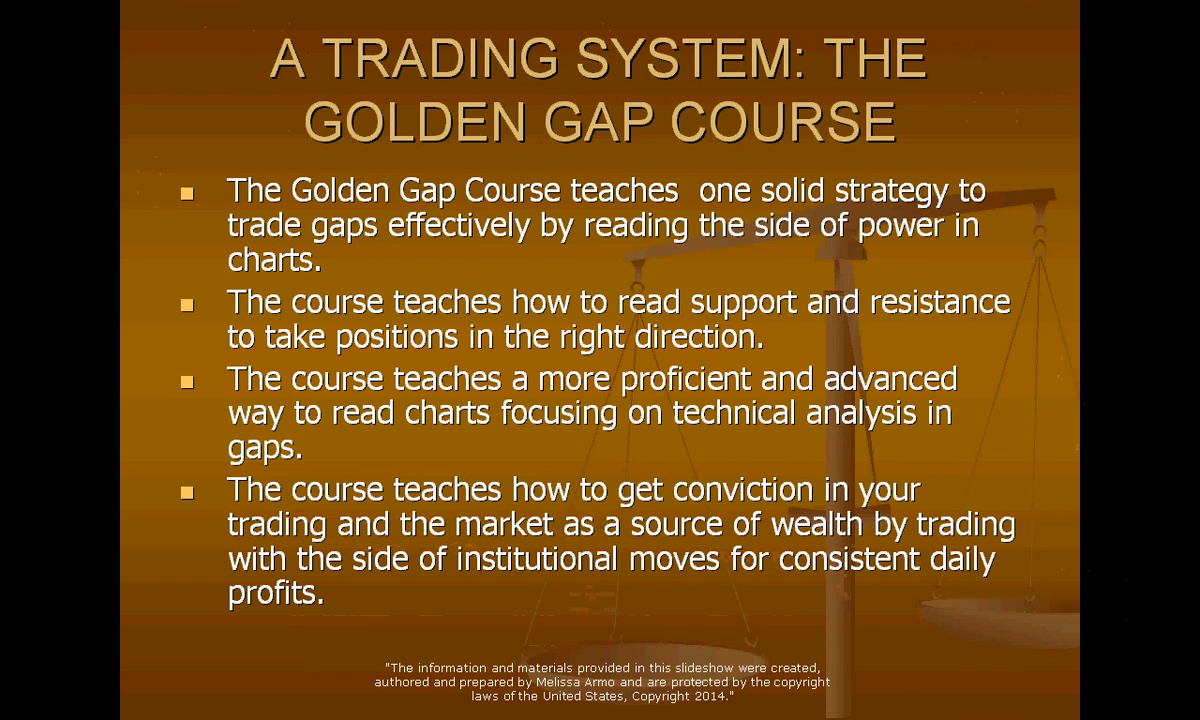 A TRADING SYSTEM: THE
GOLDEN GAP COURSE
The Golden Gap Course teaches  one solid strategy to
trade gaps effectively by reading the side of power in
charts.
The course teaches how to read support and resistance
to take positions in the right direction.
The course teaches a more proficient and advanced
way to read charts focusing on technical analysis in
gaps.
The course teaches how to get conviction in your
trading and the market as a source of wealth by trading
with the side of institutional moves for consistent daily
profits.
"The information and materials provided in this slideshow were created,
authored and prepared by Melissa Armo and are protected by the copyright
laws of the United States, Copyright 2014."